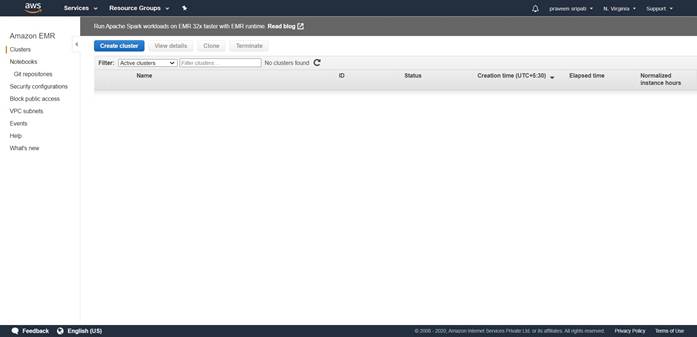 aws Services Resource Groups praveen sripati N. Virginia Support
Amazon EMR
Clusters
Notebooks
Git repositories
Security configurations
Block public access
VPC subnets
Events
Help
What's new
Run Apache Spark workloads on EMR 32x faster with EMR runtime Read blog
Create cluster View details Clone Terminate
Filter: Active clusters Filter clusters... No clusters found
Name ID Status Creation time (UTC+5:30) Elapsed time Normalized
instance hours
Feedback English (US) © 2008 - 2020, Amazon Internet Services Private Ltd. or its affiliates. All rights reserved. Privacy Policy Terms of Use